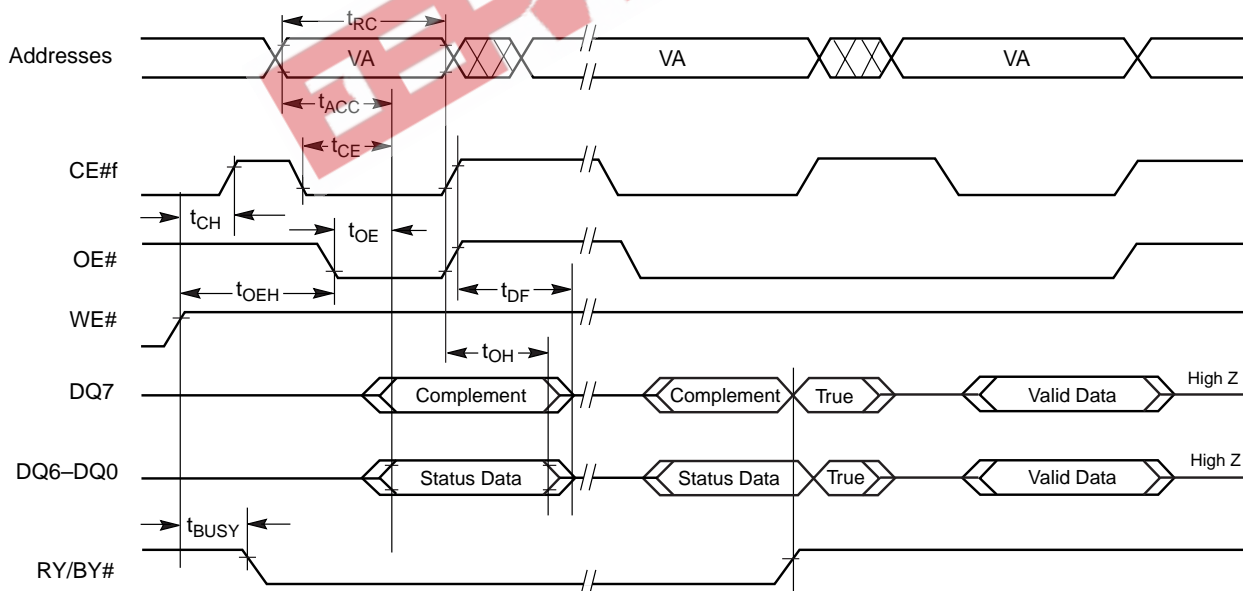 tRC
Addresses VA VA VA
tACC
tCE
CE#f
tCH tOE
OE#
tOEH tDF
WE#
tOH
DQ7 Complement Complement True Valid Data High Z
DQ6–DQ0 Status Data Status Data True Valid Data High Z
tBUSY
RY/BY#